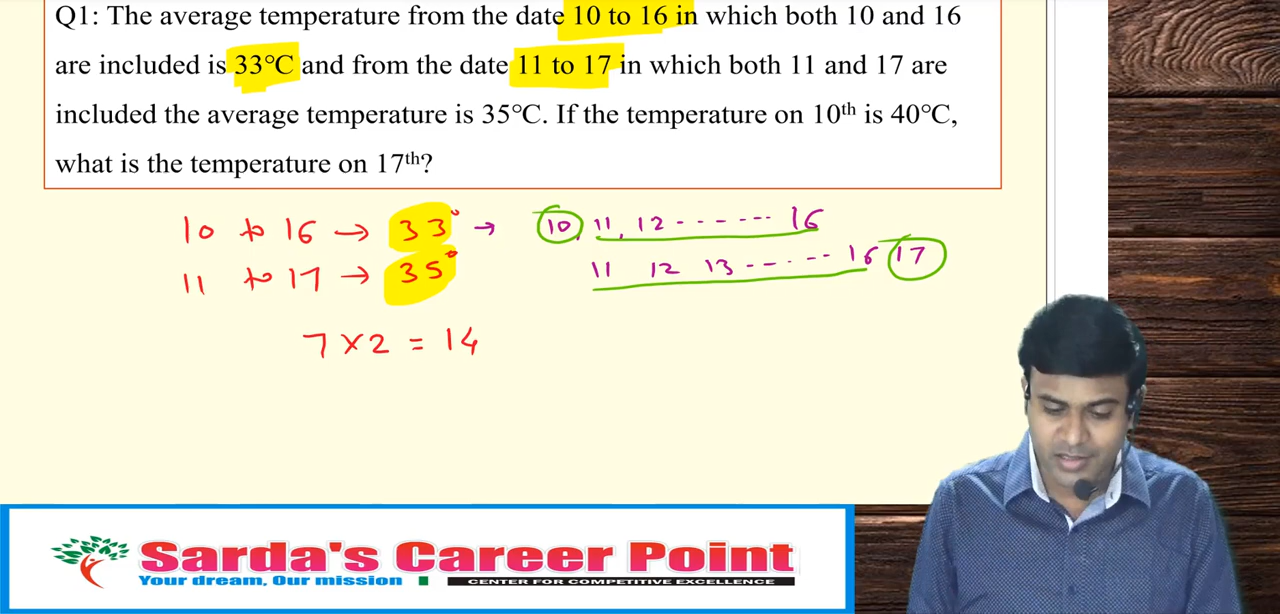 Q1: The average temperature from the date 10 to 16 in which both 10 and 16
are included is 33°C and from the date 11 to 17 in which both 11 and 17 are
included the average temperature is 35°C. If the temperature on 10th is 40°C,
what is the temperature on 17th?
10 to 16 → 33° → 10, 11, 12 ------- 16
11 to 17 → 35° 11 12 13 ------- 16 17
7 × 2 = 14
Sarda's Career Point
Your dream, Our mission CENTER FOR COMPETITIVE EXCELLENCE